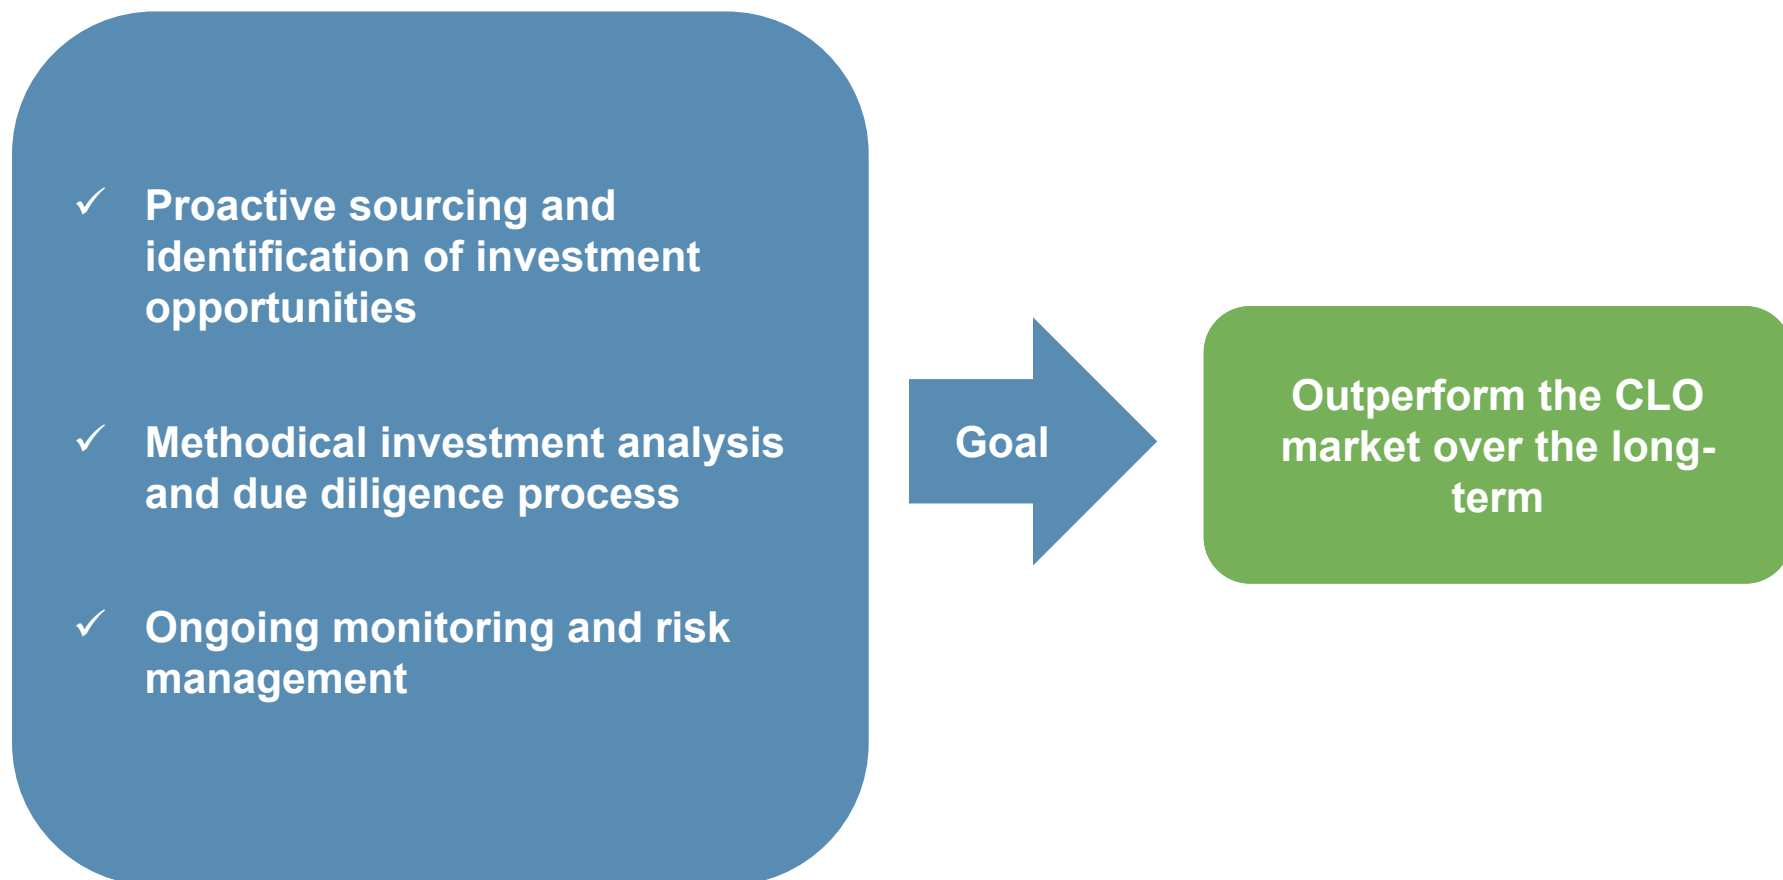 ✓ Proactive sourcing and
identification of investment
opportunities
✓ Methodical investment analysis
and due diligence process
✓ Ongoing monitoring and risk
management
Goal
Outperform the CLO
market over the long-
term